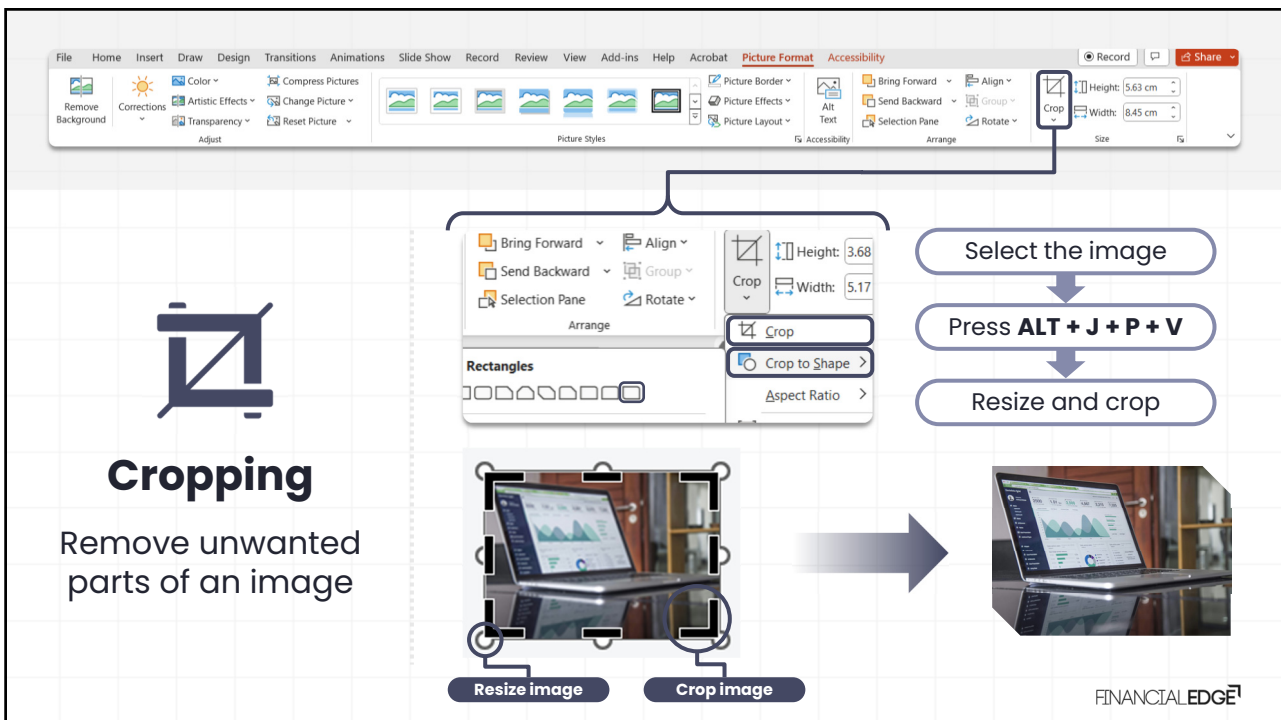 File Home Insert Draw Design Transitions Animations Slide Show Record Review View Add-ins Help Acrobat Picture Format Accessibility Record Share
Remove Background
Corrections
Color
Artistic Effects
Transparency
Compress Pictures
Change Picture
Reset Picture
Adjust
Picture Styles
Picture Border
Picture Effects
Picture Layout
Alt Text
Accessibility
Bring Forward
Send Backward
Selection Pane
Align
Group
Rotate
Arrange
Crop
Height: 5.63 cm
Width: 8.45 cm
Size
Bring Forward
Send Backward
Selection Pane
Align
Group
Rotate
Arrange
Crop
Height: 3.68
Width: 5.17
Crop
Crop to Shape
Aspect Ratio
Rectangles
Select the image
Press ALT + J + P + V
Resize and crop
Cropping
Remove unwanted
parts of an image
Resize image
Crop image
FINANCIALEDGE